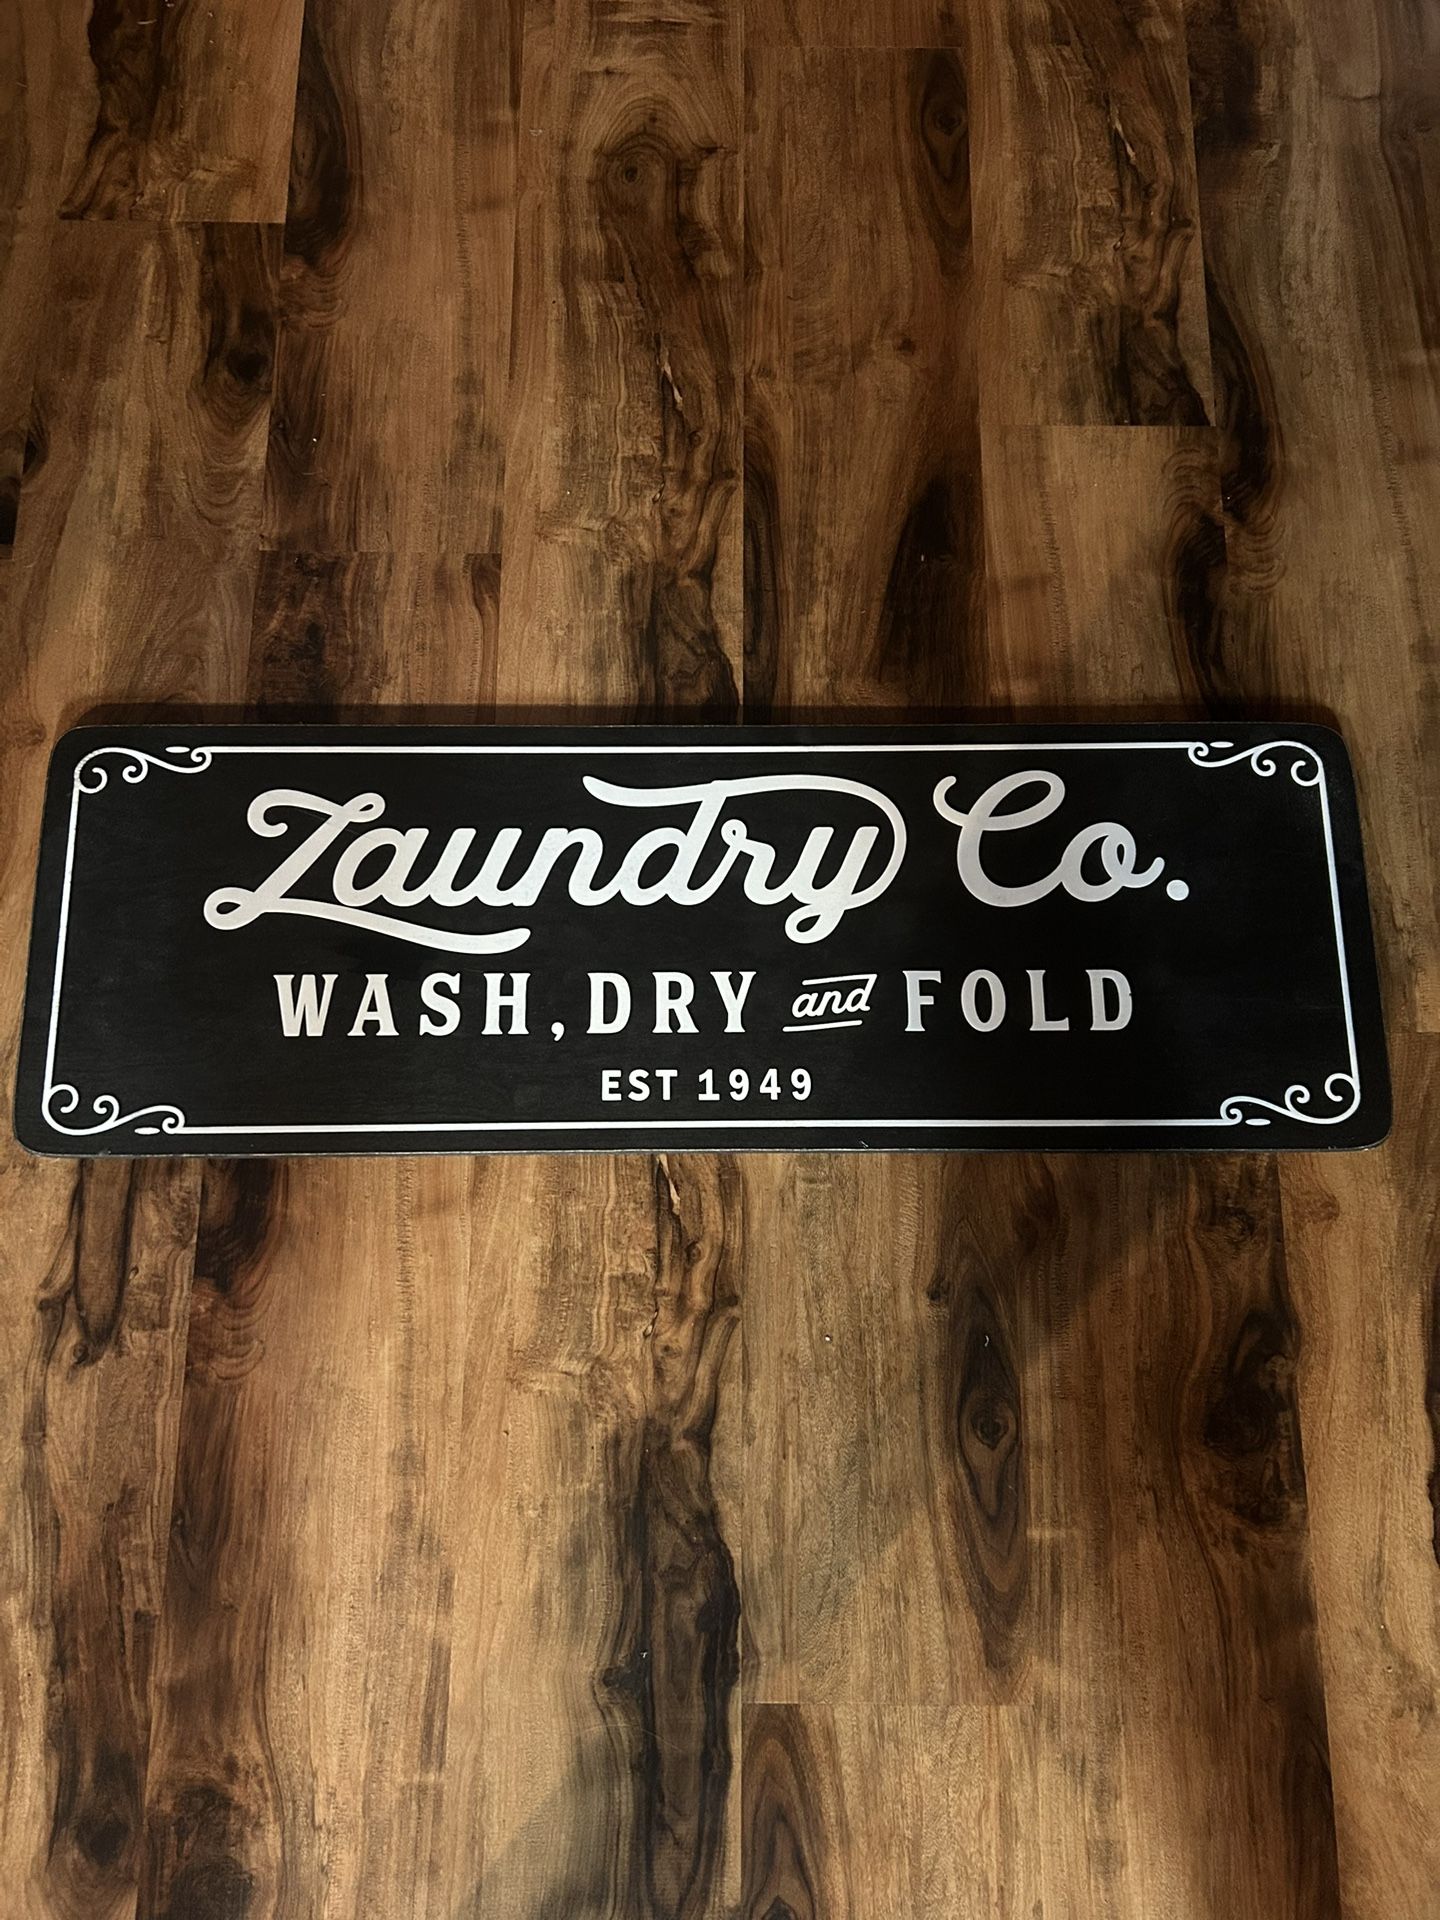 Laundry Co.
WASH, DRY and FOLD
EST 1949